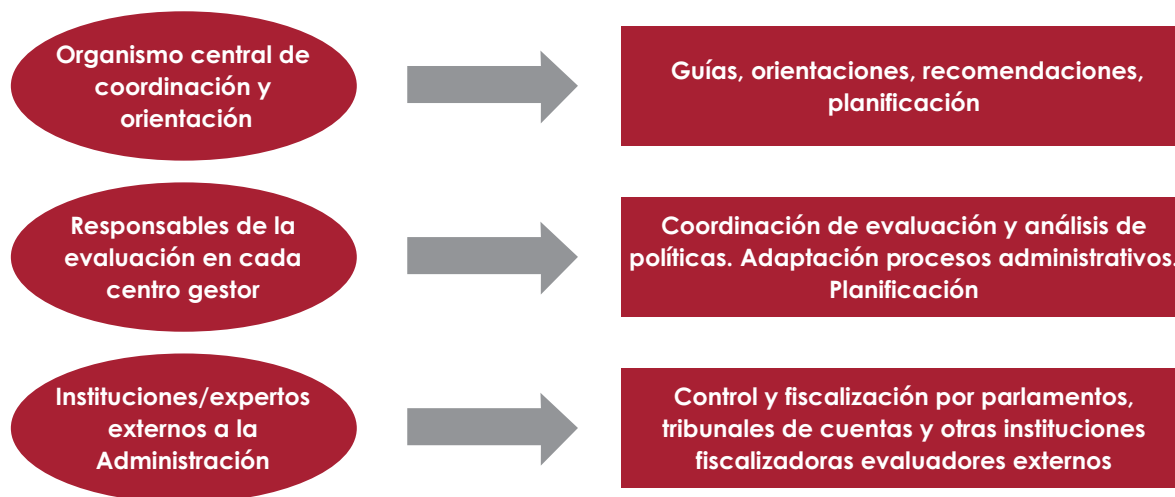 Organismo central de
coordinación y
orientación
Guías, orientaciones, recomendaciones,
planificación
Responsables de la
evaluación en cada
centro gestor
Coordinación de evaluación y análisis de
políticas. Adaptación procesos administrativos.
Planificación
Instituciones/expertos
externos a la
Administración
Control y fiscalización por parlamentos,
tribunales de cuentas y otras instituciones
fiscalizadoras evaluadores externos